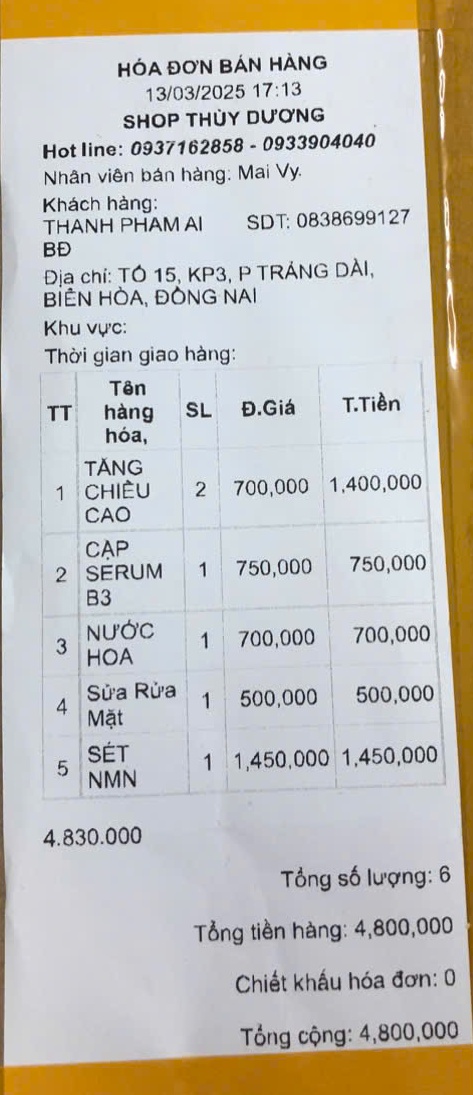 HÓA ĐƠN BÁN HÀNG
13/03/2025 17:13
SHOP THÙY DƯƠNG
Hot line: 0937162858 - 0933904040
Nhân viên bán hàng: Mai Vy.
Khách hàng:
THANH PHAM AI SDT: 0838699127
BĐ
Địa chỉ: TỔ 15, KP3, P TRẢNG DÀI,
BIÊN HÒA, ĐỒNG NAI
Khu vực:
Thời gian giao hàng:
TT Tên hàng hóa, SL Đ.Giá T.Tiền
1 TĂNG CHIỀU CAO 2 700,000 1,400,000
2 CẶP SERUM B3 1 750,000 750,000
3 NƯỚC HOA 1 700,000 700,000
4 Sửa Rửa Mặt 1 500,000 500,000
5 SÉT NMN 1 1,450,000 1,450,000
4.830.000
Tổng số lượng: 6
Tổng tiền hàng: 4,800,000
Chiết khấu hóa đơn: 0
Tổng cộng: 4,800,000